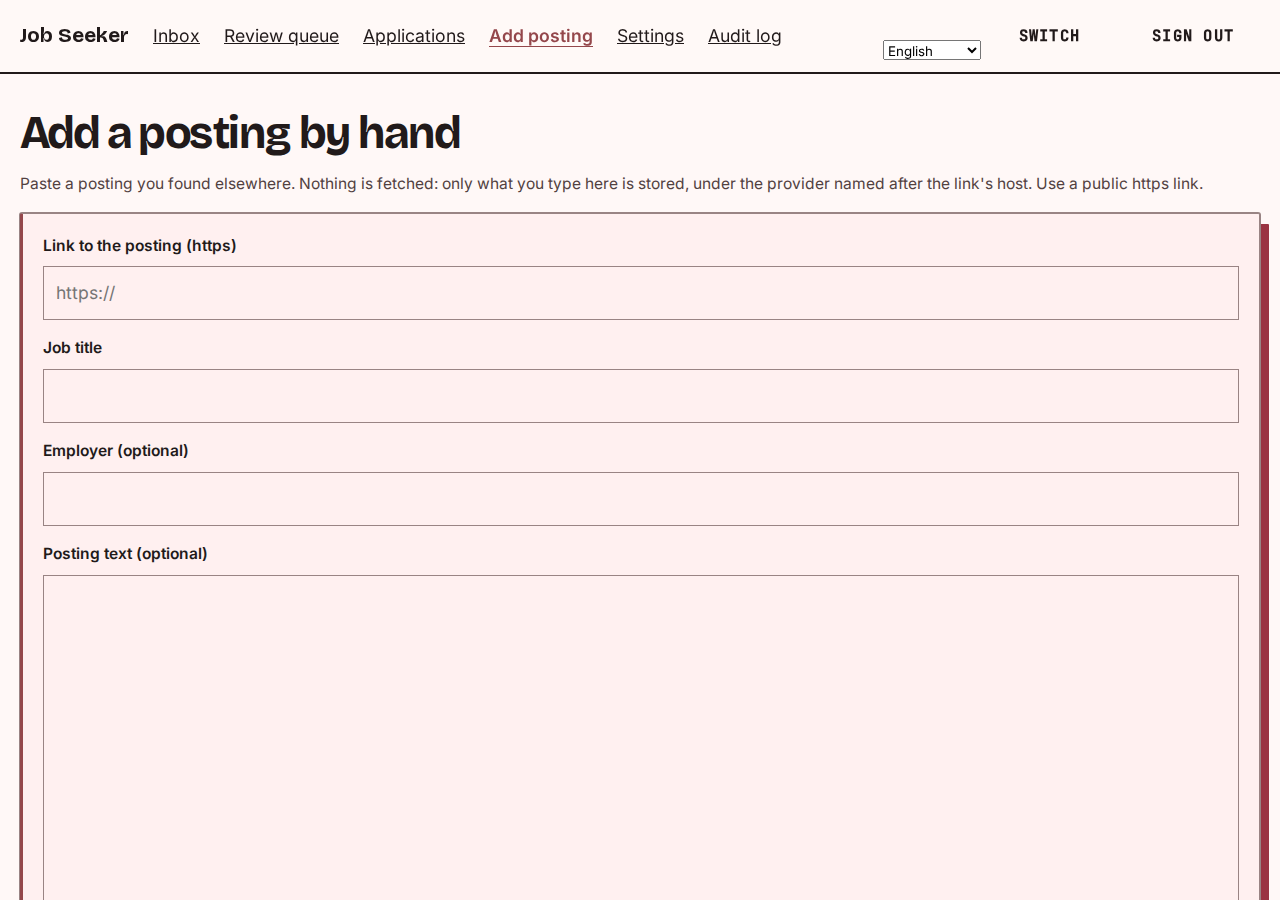 Job Seeker Inbox Review queue Applications Add posting Settings Audit log English SWITCH SIGN OUT
Add a posting by hand
Paste a posting you found elsewhere. Nothing is fetched: only what you type here is stored, under the provider named after the link's host. Use a public https link.
Link to the posting (https)
https://
Job title
Employer (optional)
Posting text (optional)